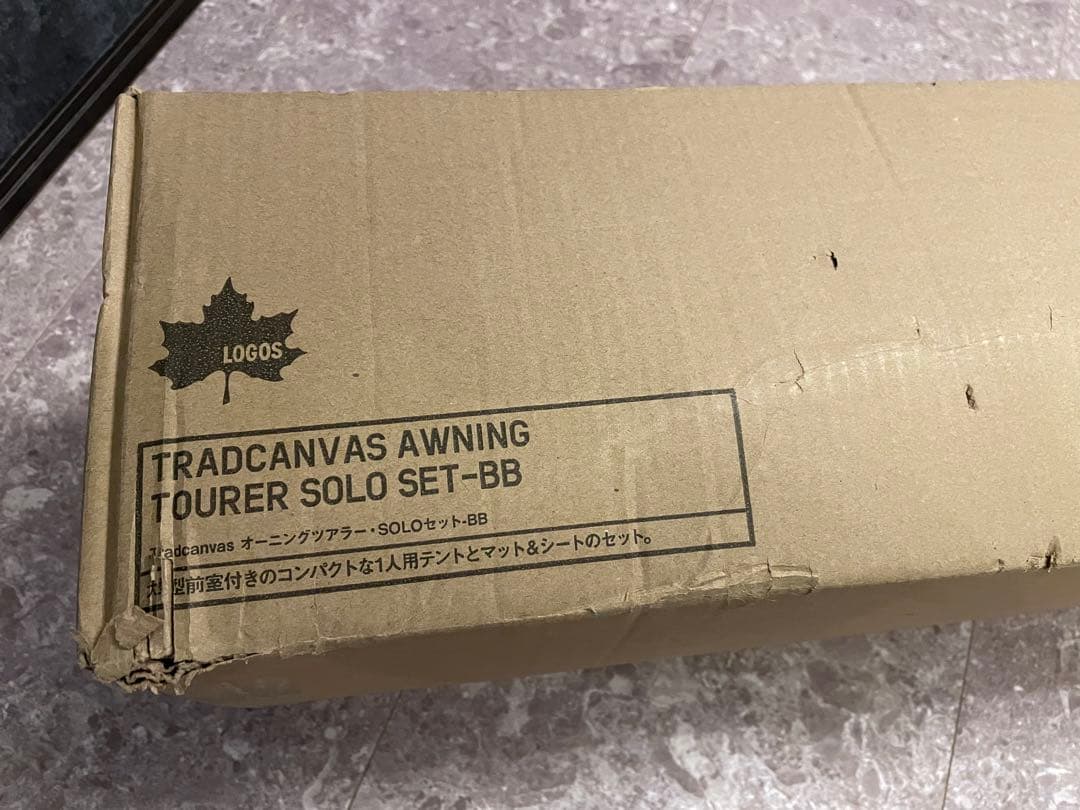 LOGOS
TRADCANVAS AWNING
TOURER SOLO SET-BB
Tradcanvas オーニングツアラー・SOLOセット-BB
大型前室付きのコンパクトな1人用テントとマット&シートのセット。